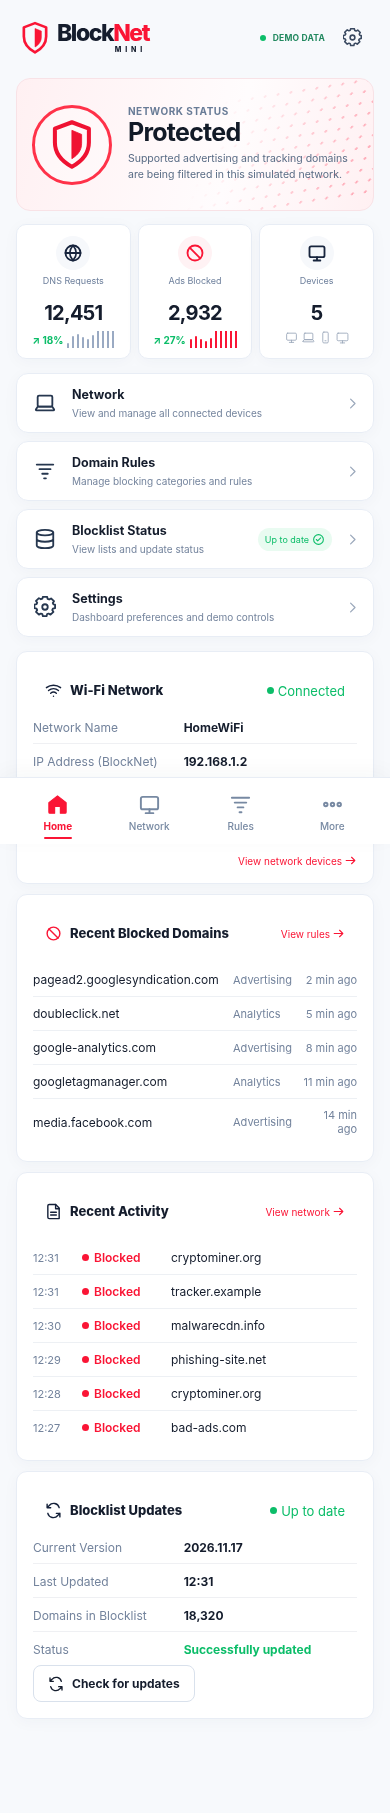 BlockNet
MINI
DEMO DATA
NETWORK STATUS
Protected
Supported advertising and tracking domains
are being filtered in this simulated network.
DNS Requests
12,451
18%
Ads Blocked
2,932
27%
Devices
5
Network
View and manage all connected devices
Domain Rules
Manage blocking categories and rules
Blocklist Status
View lists and update status
Up to date
Settings
Dashboard preferences and demo controls
Wi-Fi Network
Connected
Network Name HomeWiFi
IP Address (BlockNet) 192.168.1.2
Home Network Rules More
View network devices →
Recent Blocked Domains
View rules →
pagead2.googlesyndication.com Advertising 2 min ago
doubleclick.net Analytics 5 min ago
google-analytics.com Advertising 8 min ago
googletagmanager.com Analytics 11 min ago
media.facebook.com Advertising 14 min
ago
Recent Activity
View network →
12:31 Blocked cryptominer.org
12:31 Blocked tracker.example
12:30 Blocked malwarecdn.info
12:29 Blocked phishing-site.net
12:28 Blocked cryptominer.org
12:27 Blocked bad-ads.com
Blocklist Updates
Up to date
Current Version 2026.11.17
Last Updated 12:31
Domains in Blocklist 18,320
Status Successfully updated
Check for updates